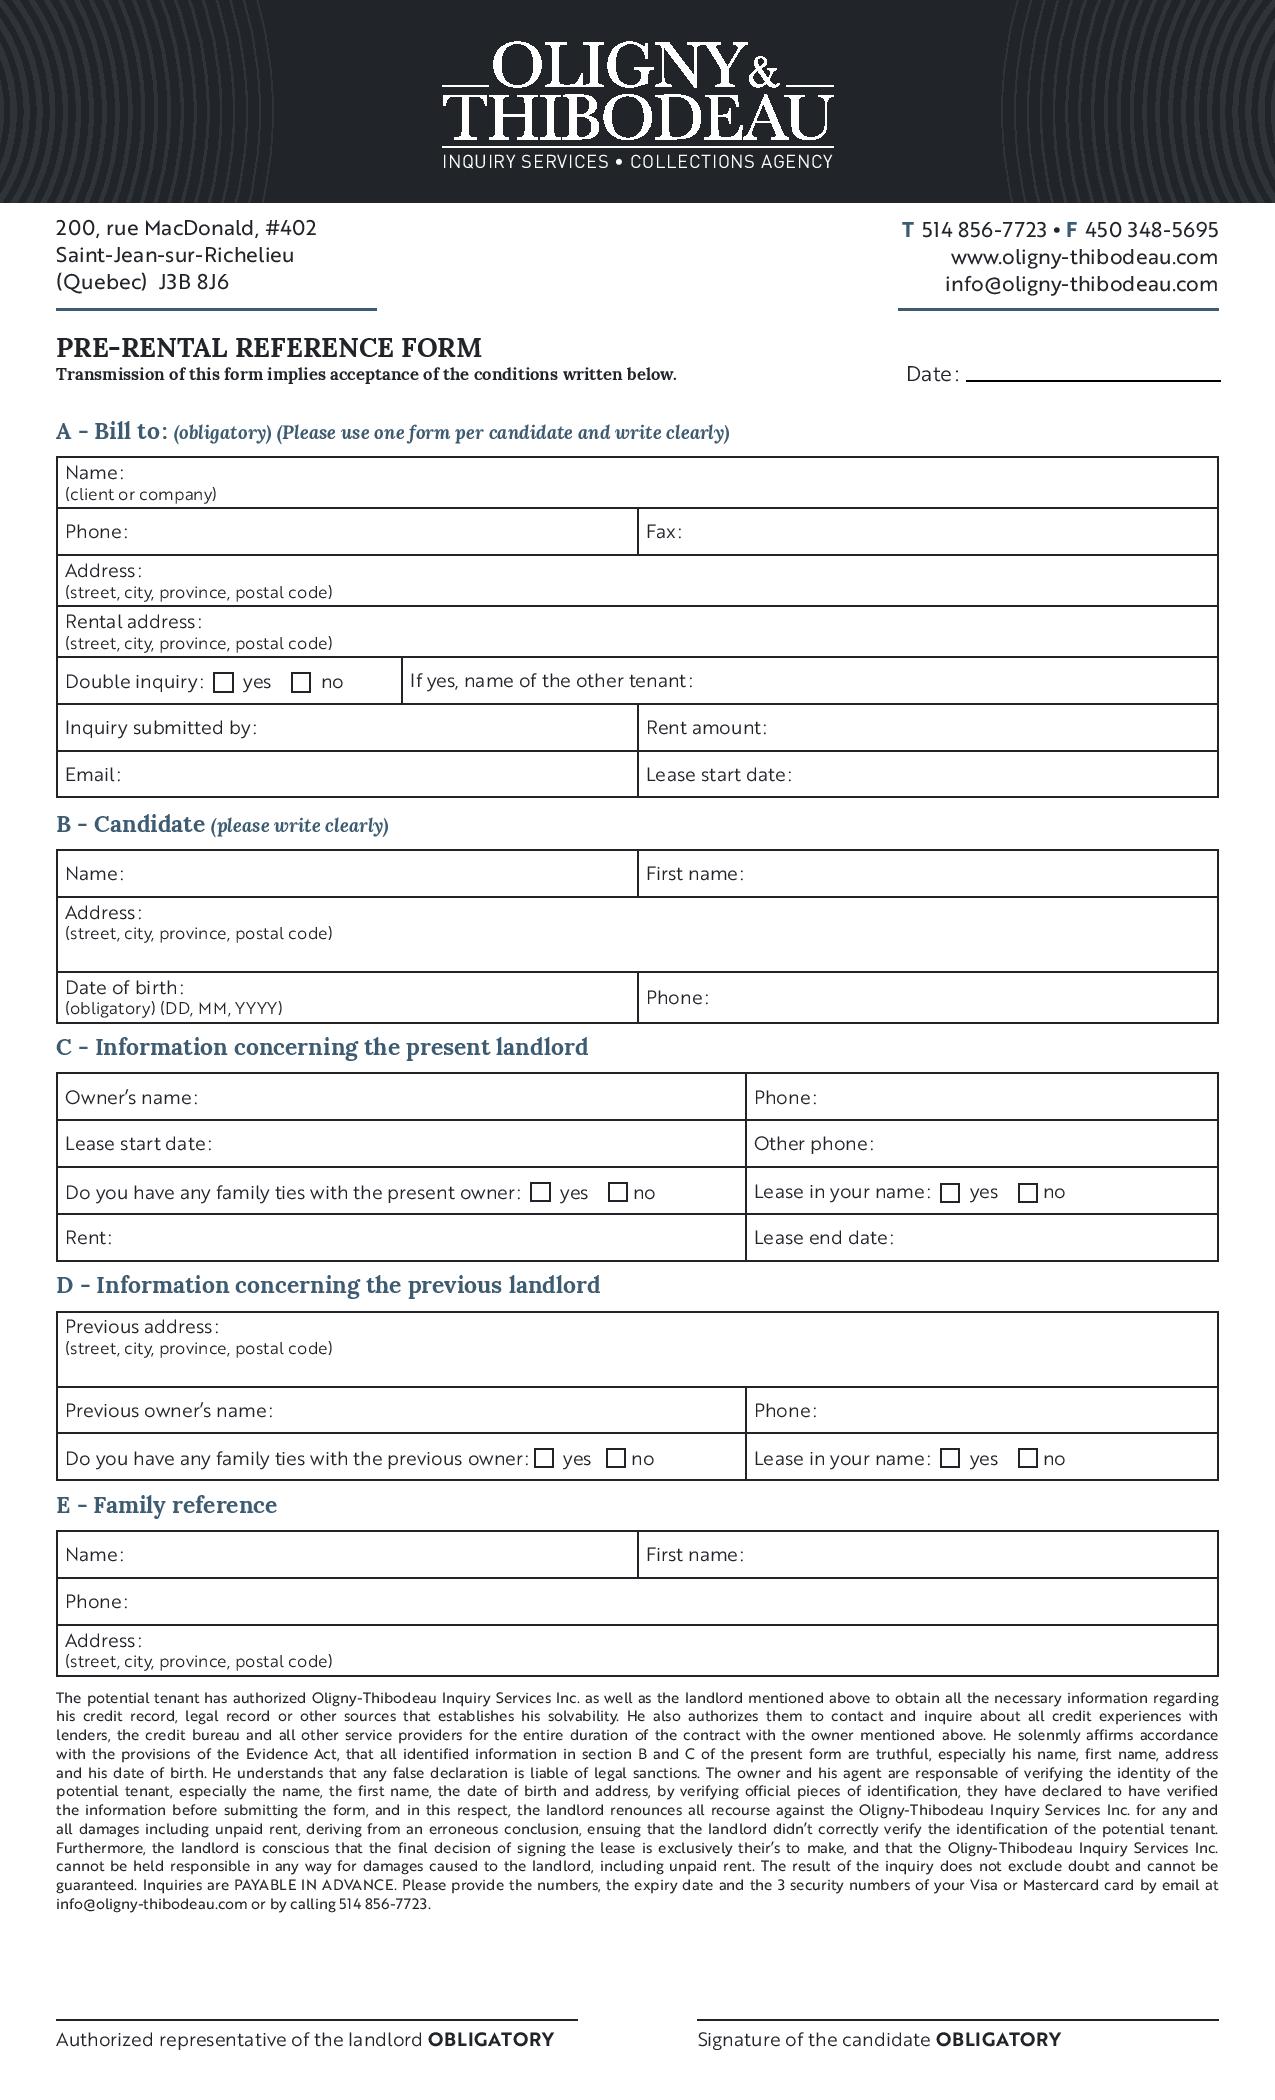 OLIGNY &
THIBODEAU
INQUIRY SERVICES • COLLECTIONS AGENCY
200, rue MacDonald, #402
Saint-Jean-sur-Richelieu
(Quebec) J3B 8J6
T 514 856-7723 • F 450 348-5695
www.oligny-thibodeau.com
info@oligny-thibodeau.com
PRE-RENTAL REFERENCE FORM
Transmission of this form implies acceptance of the conditions written below.
Date:
A - Bill to: (obligatory) (Please use one form per candidate and write clearly)
Name:
(client or company)
Phone:
Fax:
Address:
(street, city, province, postal code)
Rental address:
(street, city, province, postal code)
Double inquiry: yes no
If yes, name of the other tenant:
Inquiry submitted by:
Rent amount:
Email:
Lease start date:
B - Candidate (please write clearly)
Name:
First name:
Address:
(street, city, province, postal code)
Date of birth:
(obligatory) (DD, MM, YYYY)
Phone:
C - Information concerning the present landlord
Owner's name:
Phone:
Lease start date:
Other phone:
Do you have any family ties with the present owner: yes no
Lease in your name: yes no
Rent:
Lease end date:
D - Information concerning the previous landlord
Previous address:
(street, city, province, postal code)
Previous owner's name:
Phone:
Do you have any family ties with the previous owner: yes no
Lease in your name: yes no
E - Family reference
Name:
First name:
Phone:
Address:
(street, city, province, postal code)
The potential tenant has authorized Oligny-Thibodeau Inquiry Services Inc. as well as the landlord mentioned above to obtain all the necessary information regarding
his credit record, legal record or other sources that establishes his solvability. He also authorizes them to contact and inquire about all credit experiences with
lenders, the credit bureau and all other service providers for the entire duration of the contract with the owner mentioned above. He solenmly affirms accordance
with the provisions of the Evidence Act, that all identified information in section B and C of the present form are truthful, especially his name, first name, address
and his date of birth. He understands that any false declaration is liable of legal sanctions. The owner and his agent are responsable of verifying the identity of the
potential tenant, especially the name, the first name, the date of birth and address, by verifying official pieces of identification, they have declared to have verified
the information before submitting the form, and in this respect, the landlord renounces all recourse against the Oligny-Thibodeau Inquiry Services Inc. for any and
all damages including unpaid rent, deriving from an erroneous conclusion, ensuing that the landlord didn't correctly verify the identification of the potential tenant.
Furthermore, the landlord is conscious that the final decision of signing the lease is exclusively their's to make, and that the Oligny-Thibodeau Inquiry Services Inc.
cannot be held responsible in any way for damages caused to the landlord, including unpaid rent. The result of the inquiry does not exclude doubt and cannot be
guaranteed. Inquiries are PAYABLE IN ADVANCE. Please provide the numbers, the expiry date and the 3 security numbers of your Visa or Mastercard card by email at
info@oligny-thibodeau.com or by calling 514 856-7723.
Authorized representative of the landlord OBLIGATORY
Signature of the candidate OBLIGATORY